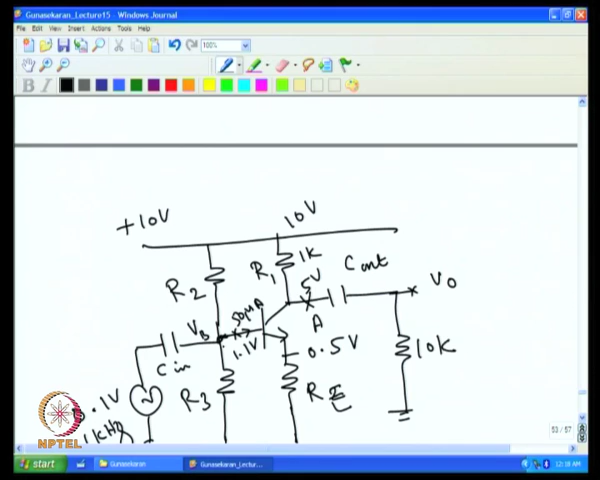 Gunasekaran_Lecture15 - Windows Journal
File Edit View Insert Actions Tools Help
100%
B I
+10V
10V
R2
R1
1K
5V
Cout
Vo
50μA
VB
1.1V
A
0.5V
Cin
R3
RE
10K
0.1V
1KHz
NPTEL
53 / 57
start
Gunasekaran
Gunasekaran_Lectur...
12:18 AM